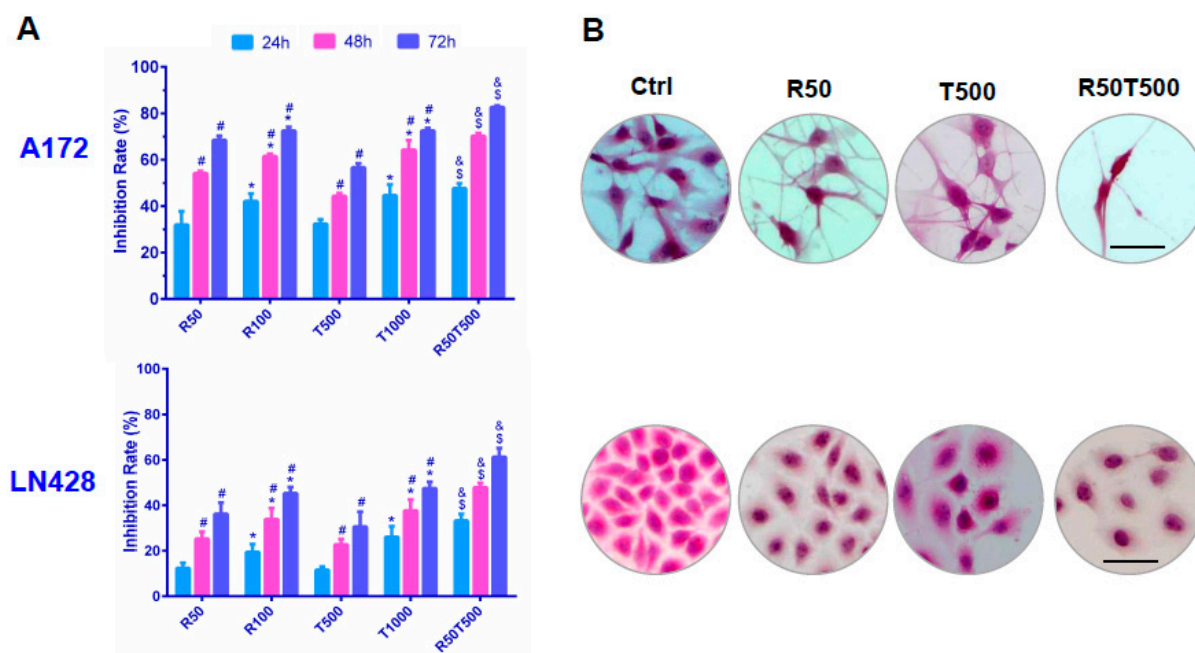 A
B
24h 48h 72h
Ctrl R50 T500 R50T500
A172
Inhibition Rate (%)
100
80
60
40
20
0
# # * # * # * # # * # * # * & $ & $ & $
R50 R100 T500 T1000 R50T500
LN428
Inhibition Rate (%)
100
80
60
40
20
0
# # * # * # * # # * # * # * & $ & $ & $
R50 R100 T500 T1000 R50T500